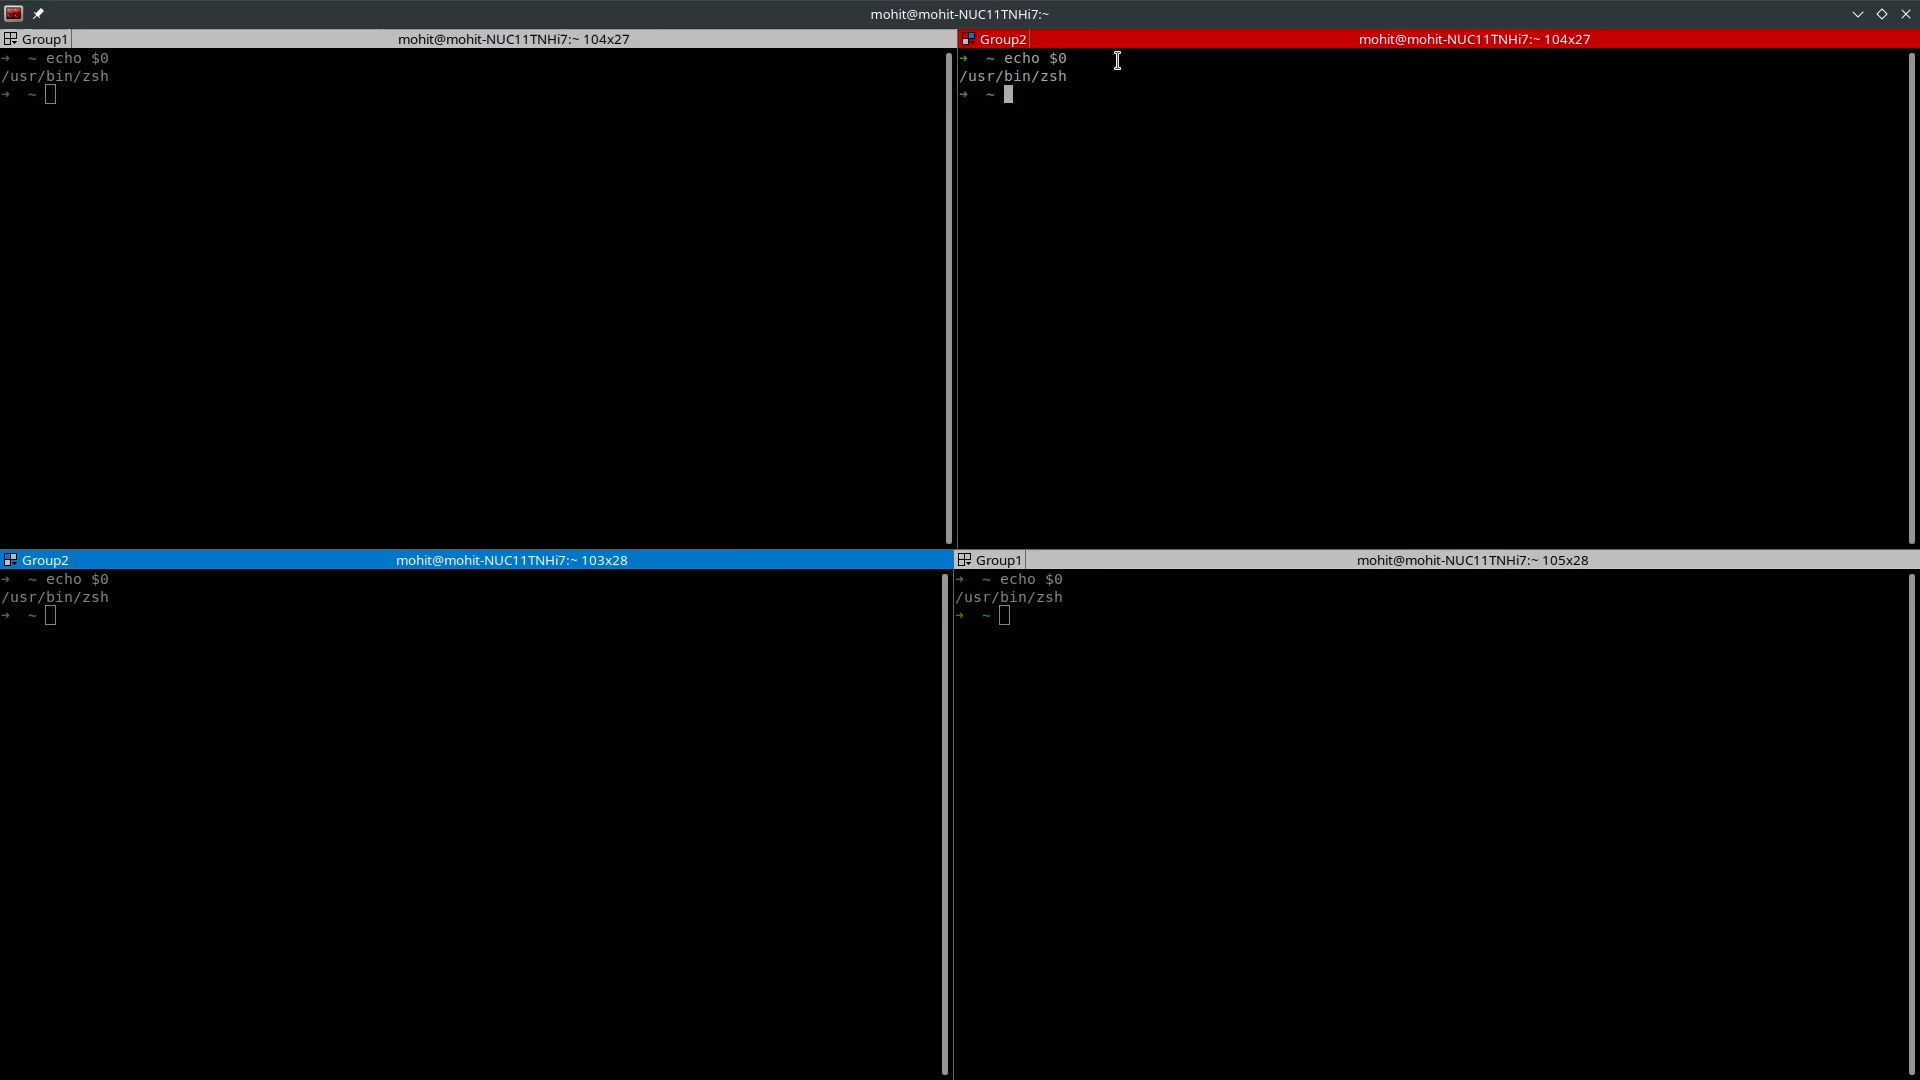 mohit@mohit-NUC11TNHi7:~
Group1 mohit@mohit-NUC11TNHi7:~ 104x27
➜ ~ echo $0
/usr/bin/zsh
➜ ~
Group2 mohit@mohit-NUC11TNHi7:~ 104x27
➜ ~ echo $0
/usr/bin/zsh
➜ ~
Group2 mohit@mohit-NUC11TNHi7:~ 103x28
➜ ~ echo $0
/usr/bin/zsh
➜ ~
Group1 mohit@mohit-NUC11TNHi7:~ 105x28
➜ ~ echo $0
/usr/bin/zsh
➜ ~